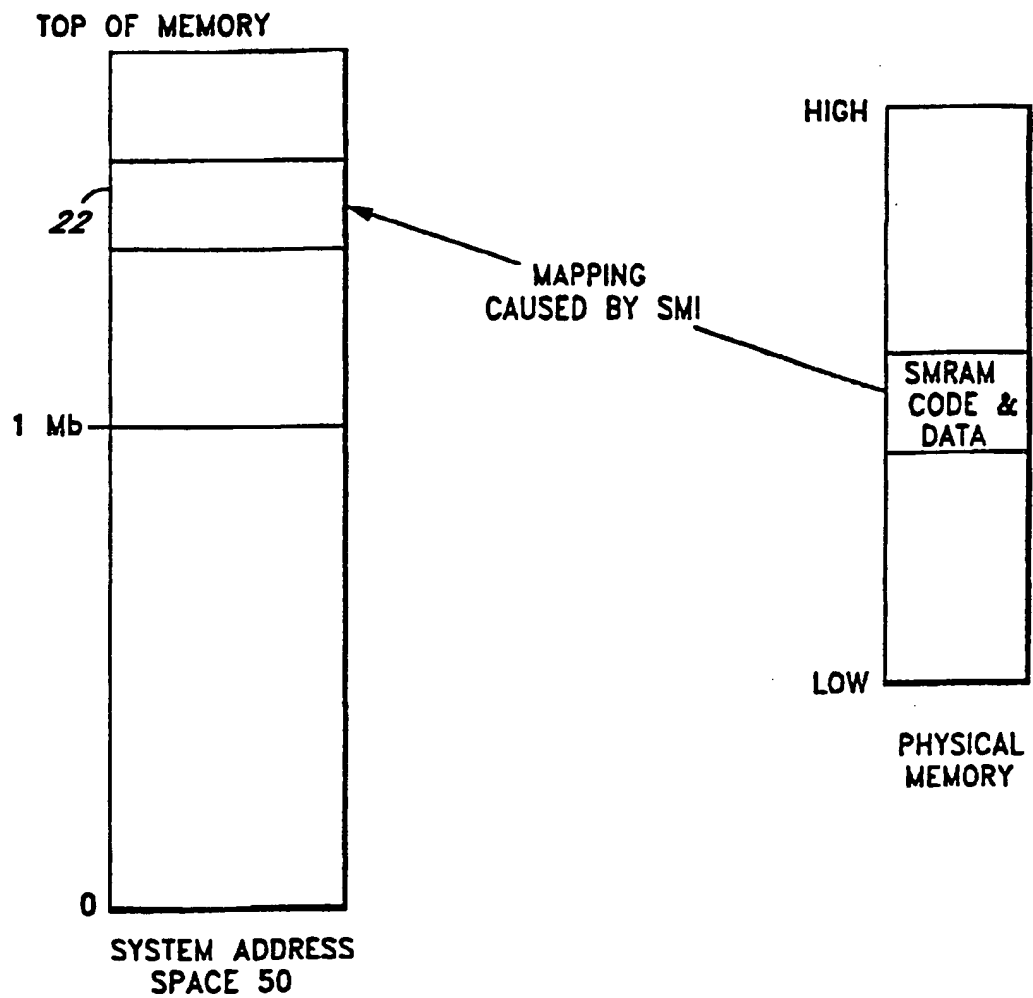 TOP OF MEMORY
HIGH
22
MAPPING
CAUSED BY SMI
SMRAM
CODE &
DATA
1 Mb
LOW
PHYSICAL
MEMORY
0
SYSTEM ADDRESS
SPACE 50